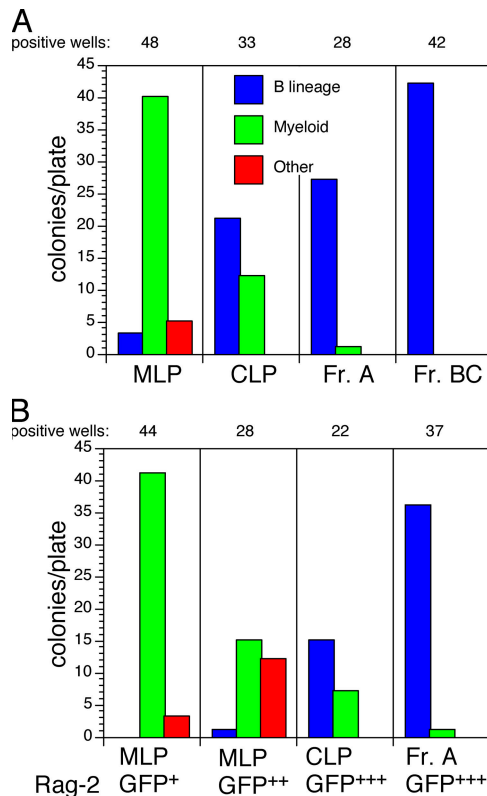 A
positive wells: 48 33 28 42
45
40
35
30
25
20
15
10
5
0
colonies/plate
B lineage
Myeloid
Other
MLP CLP Fr. A Fr. BC
B
positive wells: 44 28 22 37
45
40
35
30
25
20
15
10
5
0
colonies/plate
MLP MLP CLP Fr. A
Rag-2 GFP+ GFP++ GFP+++ GFP+++